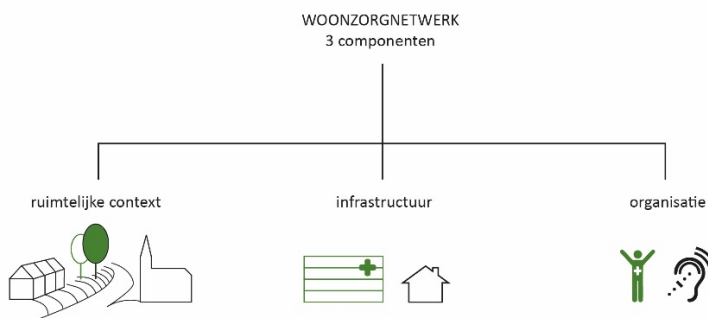 WOONZORGNETWERK
3 componenten
ruimtelijke context
infrastructuur
organisatie